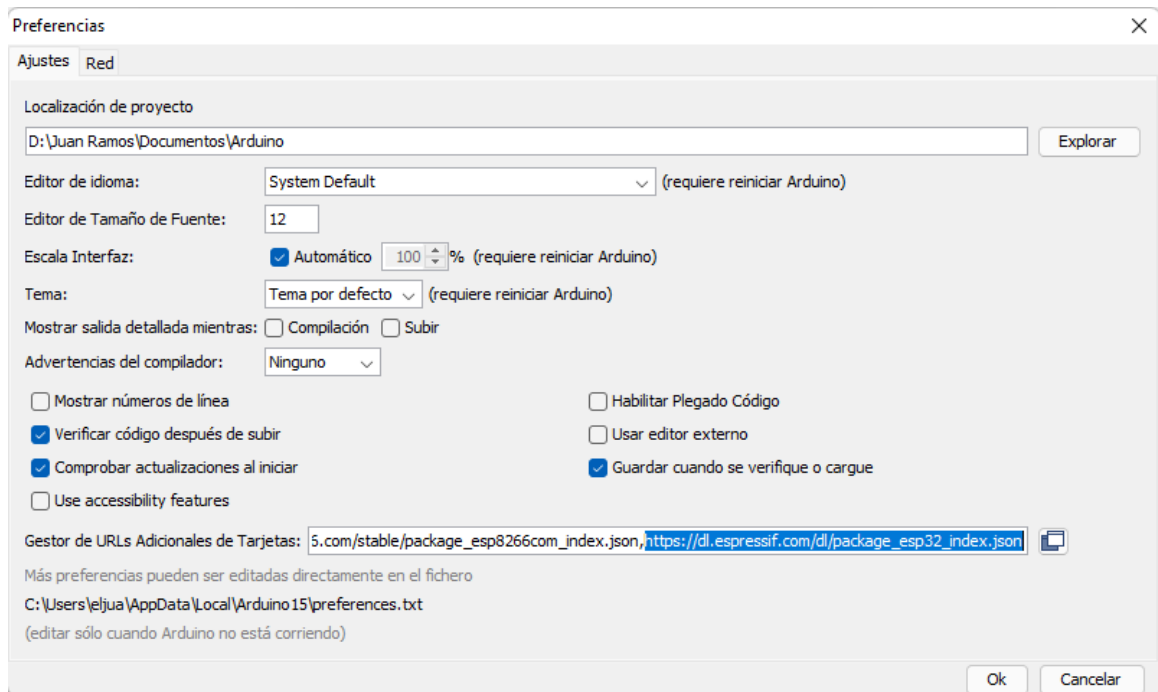 Preferencias
Ajustes Red
Localización de proyecto
D:\Juan Ramos\Documentos\Arduino Explorar
Editor de idioma: System Default (requiere reiniciar Arduino)
Editor de Tamaño de Fuente: 12
Escala Interfaz: Automático 100 % (requiere reiniciar Arduino)
Tema: Tema por defecto (requiere reiniciar Arduino)
Mostrar salida detallada mientras: Compilación Subir
Advertencias del compilador: Ninguno
Mostrar números de línea Habilitar Plegado Código
Verificar código después de subir Usar editor externo
Comprobar actualizaciones al iniciar Guardar cuando se verifique o cargue
Use accessibility features
Gestor de URLs Adicionales de Tarjetas: 6.com/stable/package_esp8266com_index.json,https://dl.espressif.com/dl/package_esp32_index.json
Más preferencias pueden ser editadas directamente en el fichero
C:\Users\eljua\AppData\Local\Arduino15\preferences.txt
(editar sólo cuando Arduino no está corriendo)
Ok Cancelar